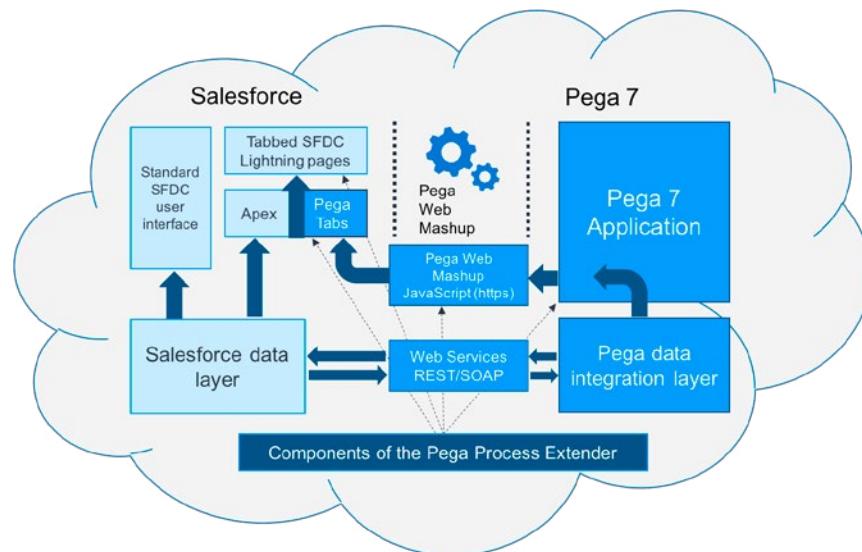 Salesforce
Pega 7
Standard
SFDC
user
interface
Tabbed SFDC
Lightning pages
Apex
Pega
Tabs
Pega
Web
Mashup
Pega Web
Mashup
JavaScript (https)
Pega 7
Application
Salesforce data
layer
Web Services
REST/SOAP
Pega data
integration layer
Components of the Pega Process Extender